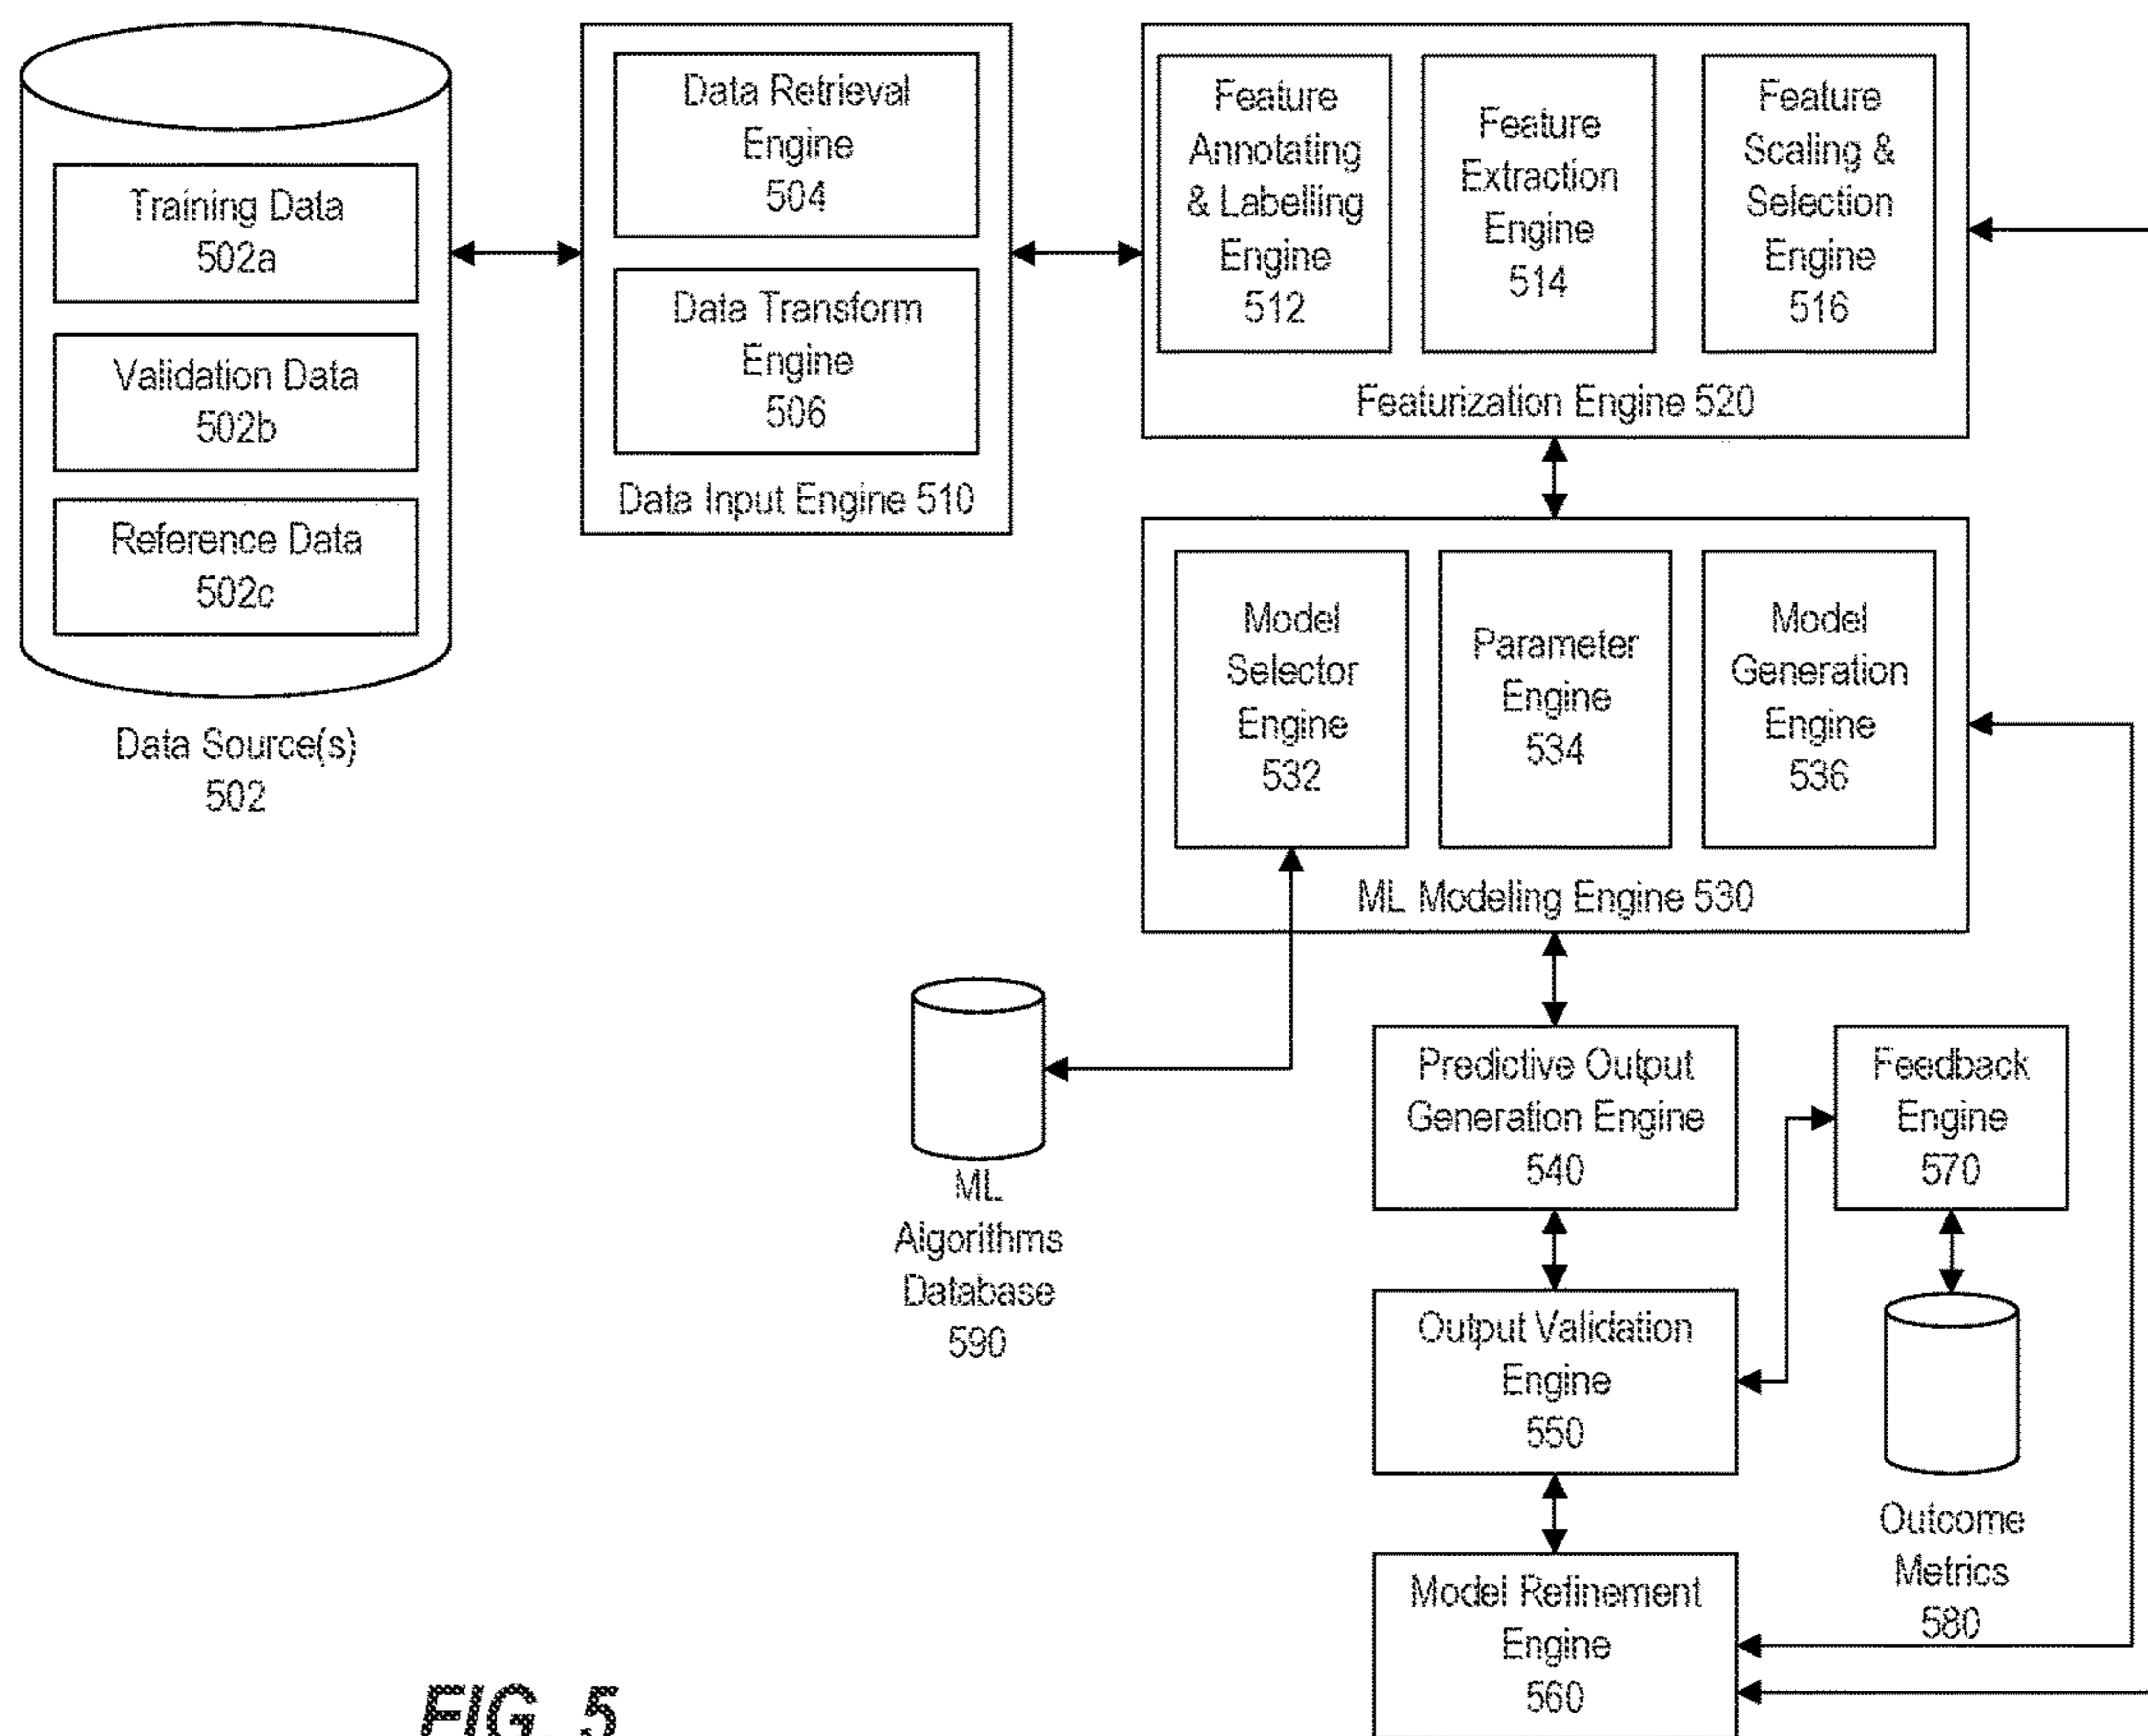 Training Data
502a
Validation Data
502b
Reference Data
502c
Data Source(s)
502
Data Retrieval
Engine
504
Data Transform
Engine
506
Data Input Engine 510
Feature
Annotating
& Labelling
Engine
512
Feature
Extraction
Engine
514
Feature
Scaling &
Selection
Engine
516
Featurization Engine 520
Model
Selector
Engine
532
Parameter
Engine
534
Model
Generation
Engine
536
ML Modeling Engine 530
ML
Algorithms
Database
590
Predictive Output
Generation Engine
540
Feedback
Engine
570
Output Validation
Engine
550
Outcome
Metrics
580
Model Refinement
Engine
560
FIG. 5